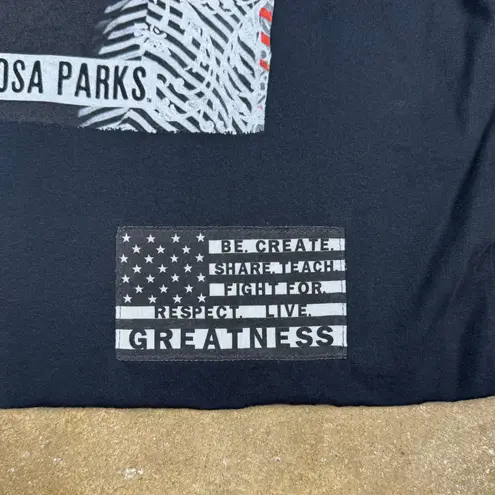 OSA PARKS
BE. CREATE.
SHARE. TEACH.
FIGHT FOR.
RESPECT. LIVE.
GREATNESS